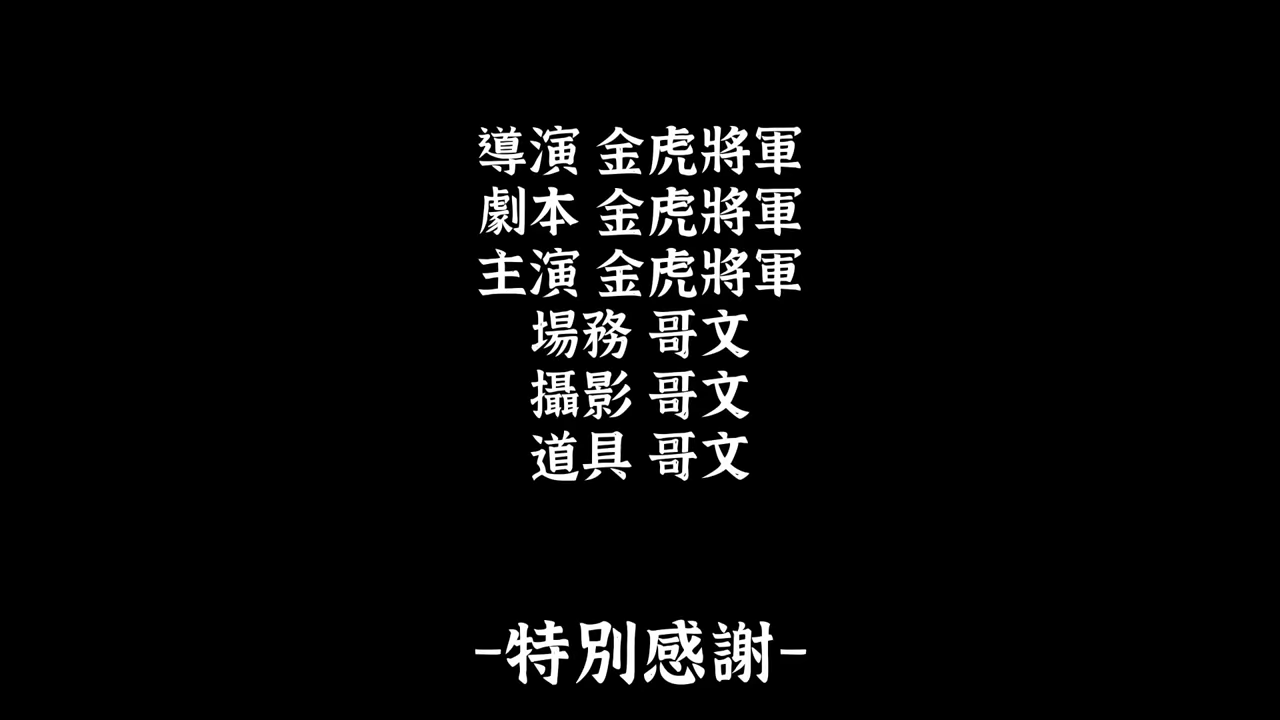 導演 金虎將軍
劇本 金虎將軍
主演 金虎將軍
場務 哥文
攝影 哥文
道具 哥文
-特別感謝-